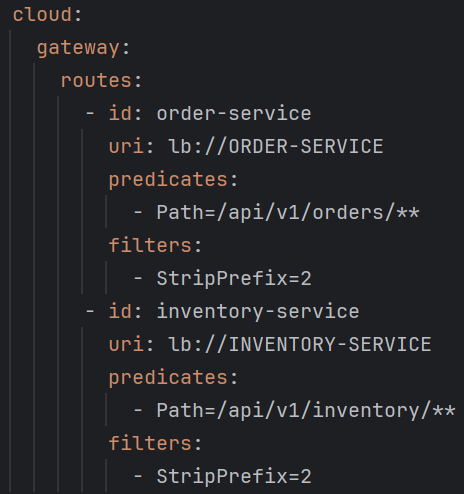 cloud:
  gateway:
    routes:
      - id: order-service
        uri: lb://ORDER-SERVICE
        predicates:
          - Path=/api/v1/orders/**
        filters:
          - StripPrefix=2
      - id: inventory-service
        uri: lb://INVENTORY-SERVICE
        predicates:
          - Path=/api/v1/inventory/**
        filters:
          - StripPrefix=2